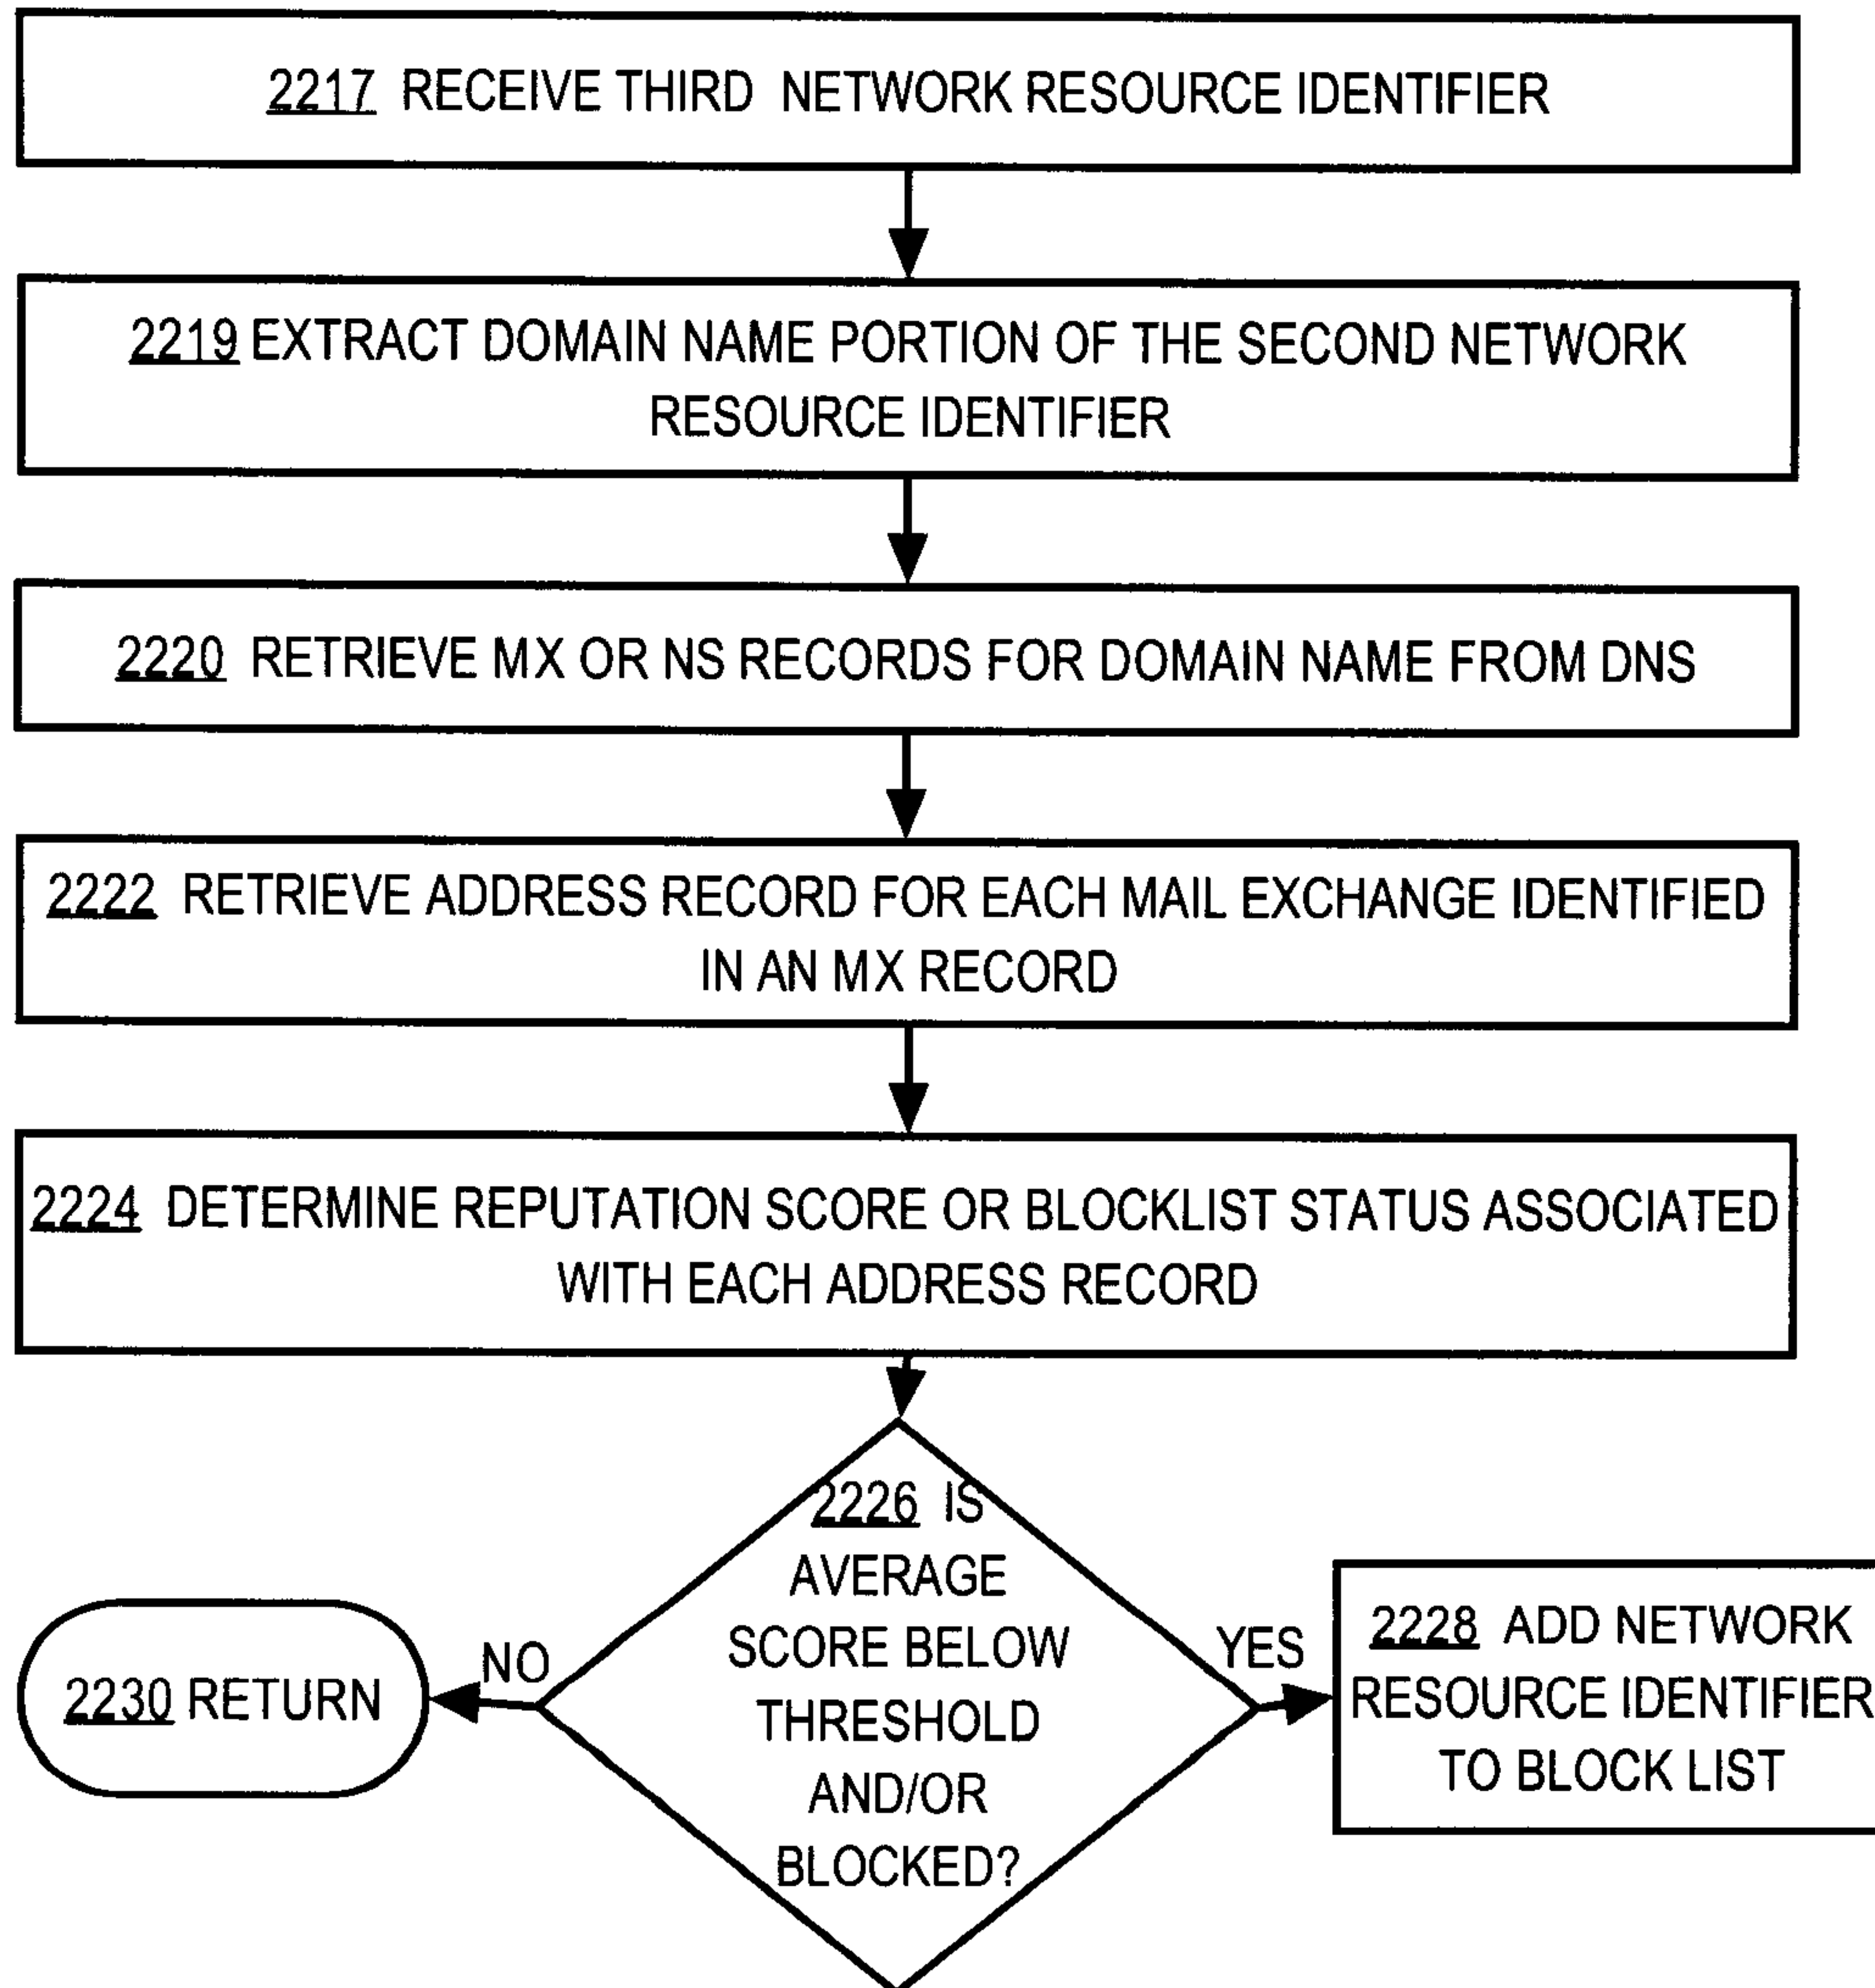 2217 RECEIVE THIRD NETWORK RESOURCE IDENTIFIER
2219 EXTRACT DOMAIN NAME PORTION OF THE SECOND NETWORK
RESOURCE IDENTIFIER
2220 RETRIEVE MX OR NS RECORDS FOR DOMAIN NAME FROM DNS
2222 RETRIEVE ADDRESS RECORD FOR EACH MAIL EXCHANGE IDENTIFIED
IN AN MX RECORD
2224 DETERMINE REPUTATION SCORE OR BLOCKLIST STATUS ASSOCIATED
WITH EACH ADDRESS RECORD
2226 IS
AVERAGE
SCORE BELOW
THRESHOLD
AND/OR
BLOCKED?
NO
2230 RETURN
YES
2228 ADD NETWORK
RESOURCE IDENTIFIER
TO BLOCK LIST